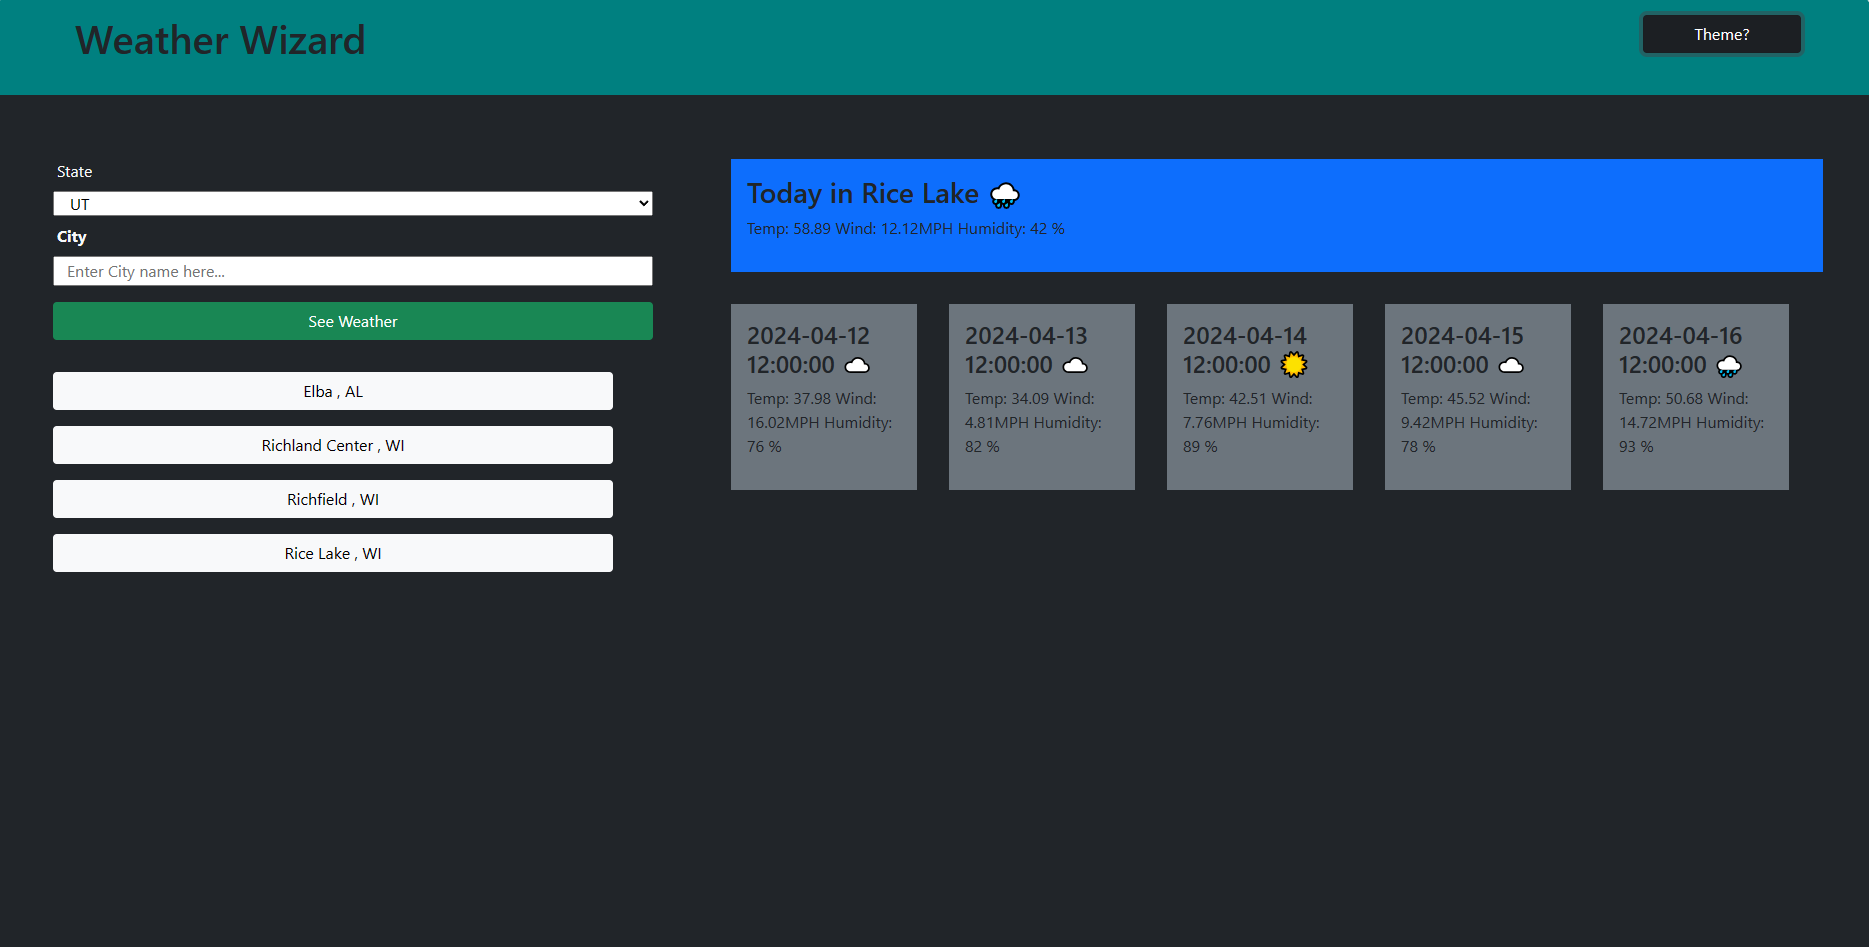 Weather Wizard
Theme?
State
UT
City
Enter City name here...
See Weather
Elba , AL
Richland Center , WI
Richfield , WI
Rice Lake , WI
Today in Rice Lake
Temp: 58.89 Wind: 12.12MPH Humidity: 42 %
2024-04-12
12:00:00
Temp: 37.98 Wind:
16.02MPH Humidity:
76 %
2024-04-13
12:00:00
Temp: 34.09 Wind:
4.81MPH Humidity:
82 %
2024-04-14
12:00:00
Temp: 42.51 Wind:
7.76MPH Humidity:
89 %
2024-04-15
12:00:00
Temp: 45.52 Wind:
9.42MPH Humidity:
78 %
2024-04-16
12:00:00
Temp: 50.68 Wind:
14.72MPH Humidity:
93 %